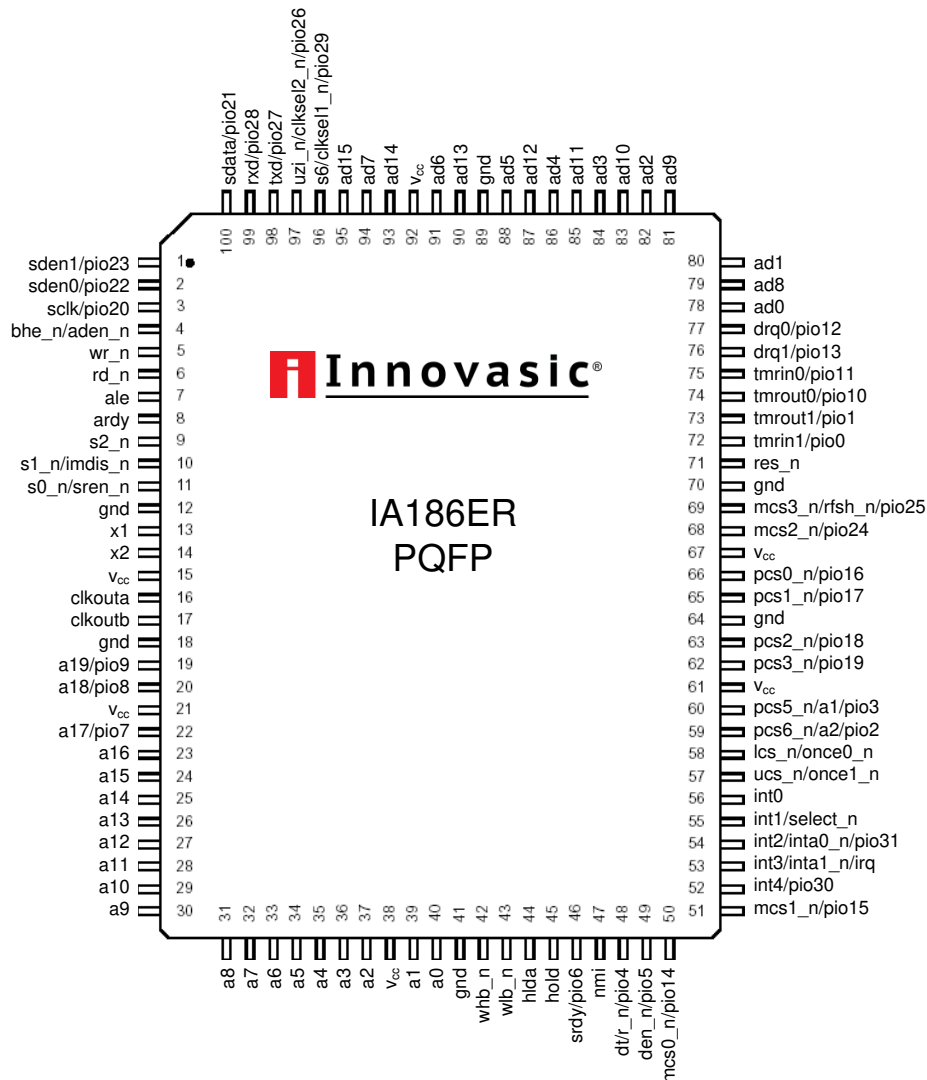 sdata/pio21
rxd/pio28
txd/pio27
uzi_n/clksel2_n/pio26
s6/clksel1_n/pio29
ad15
ad7
ad14
vcc
ad6
ad13
gnd
ad5
ad12
ad4
ad11
ad3
ad10
ad2
ad9
100 99 98 97 96 95 94 93 92 91 90 89 88 87 86 85 84 83 82 81
sden1/pio23 1
sden0/pio22 2
sclk/pio20 3
bhe_n/aden_n 4
wr_n 5
rd_n 6
ale 7
ardy 8
s2_n 9
s1_n/imdis_n 10
s0_n/sren_n 11
gnd 12
x1 13
x2 14
vcc 15
clkouta 16
clkoutb 17
gnd 18
a19/pio9 19
a18/pio8 20
vcc 21
a17/pio7 22
a16 23
a15 24
a14 25
a13 26
a12 27
a11 28
a10 29
a9 30
i Innovasic®
IA186ER
PQFP
80 ad1
79 ad8
78 ad0
77 drq0/pio12
76 drq1/pio13
75 tmrin0/pio11
74 tmrout0/pio10
73 tmrout1/pio1
72 tmrin1/pio0
71 res_n
70 gnd
69 mcs3_n/rfsh_n/pio25
68 mcs2_n/pio24
67 vcc
66 pcs0_n/pio16
65 pcs1_n/pio17
64 gnd
63 pcs2_n/pio18
62 pcs3_n/pio19
61 vcc
60 pcs5_n/a1/pio3
59 pcs6_n/a2/pio2
58 lcs_n/once0_n
57 ucs_n/once1_n
56 int0
55 int1/select_n
54 int2/inta0_n/pio31
53 int3/inta1_n/irq
52 int4/pio30
51 mcs1_n/pio15
31 32 33 34 35 36 37 38 39 40 41 42 43 44 45 46 47 48 49 50
a8
a7
a6
a5
a4
a3
a2
vcc
a1
a0
gnd
whb_n
wlb_n
hlda
hold
srdy/pio6
nmi
dt/r_n/pio4
den_n/pio5
mcs0_n/pio14